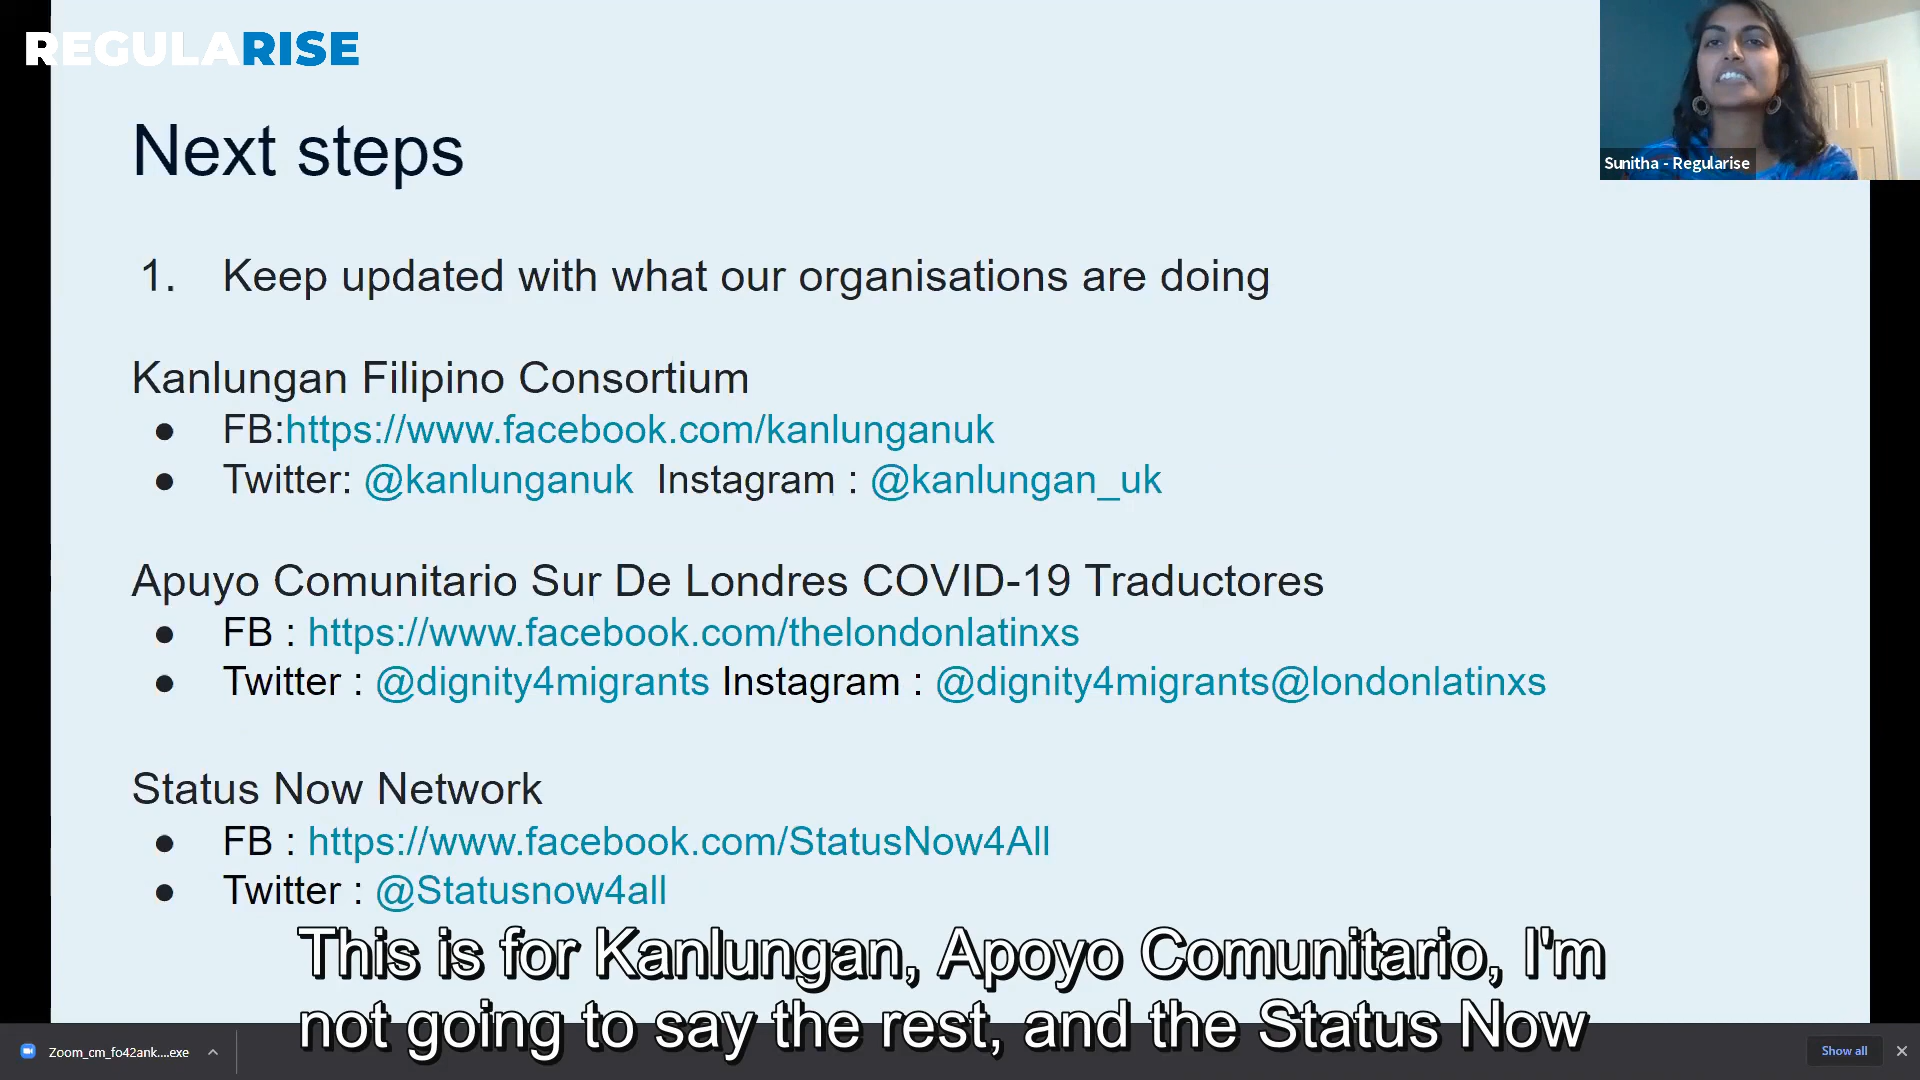 REGULARISE
Sunitha - Regularise
Next steps
1. Keep updated with what our organisations are doing
Kanlungan Filipino Consortium
● FB:https://www.facebook.com/kanlunganuk
● Twitter: @kanlunganuk Instagram : @kanlungan_uk
Apuyo Comunitario Sur De Londres COVID-19 Traductores
● FB : https://www.facebook.com/thelondonlatinxs
● Twitter : @dignity4migrants Instagram : @dignity4migrants@londonlatinxs
Status Now Network
● FB : https://www.facebook.com/StatusNow4All
● Twitter : @Statusnow4all
This is for Kanlungan, Apoyo Comunitario, I'm
not going to say the rest, and the Status Now
Zoom_cm_fo42ank....exe
Show all